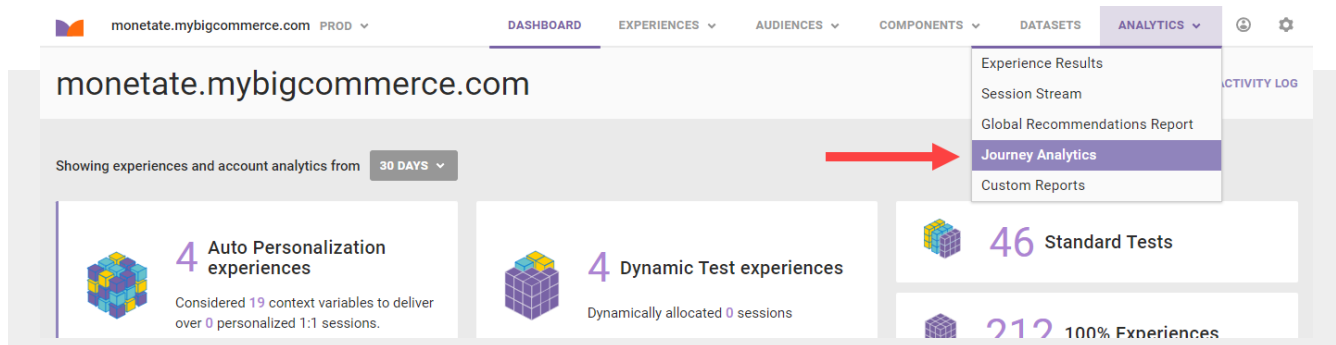 monetate.mybigcommerce.com PROD
DASHBOARD
EXPERIENCES
AUDIENCES
COMPONENTS
DATASETS
ANALYTICS
monetate.mybigcommerce.com
Experience Results
Session Stream
Global Recommendations Report
Journey Analytics
Custom Reports
CTIVITY LOG
Showing experiences and account analytics from 30 DAYS
4 Auto Personalization
experiences
Considered 19 context variables to deliver
over 0 personalized 1:1 sessions.
4 Dynamic Test experiences
Dynamically allocated 0 sessions
46 Standard Tests
212 100% Experiences